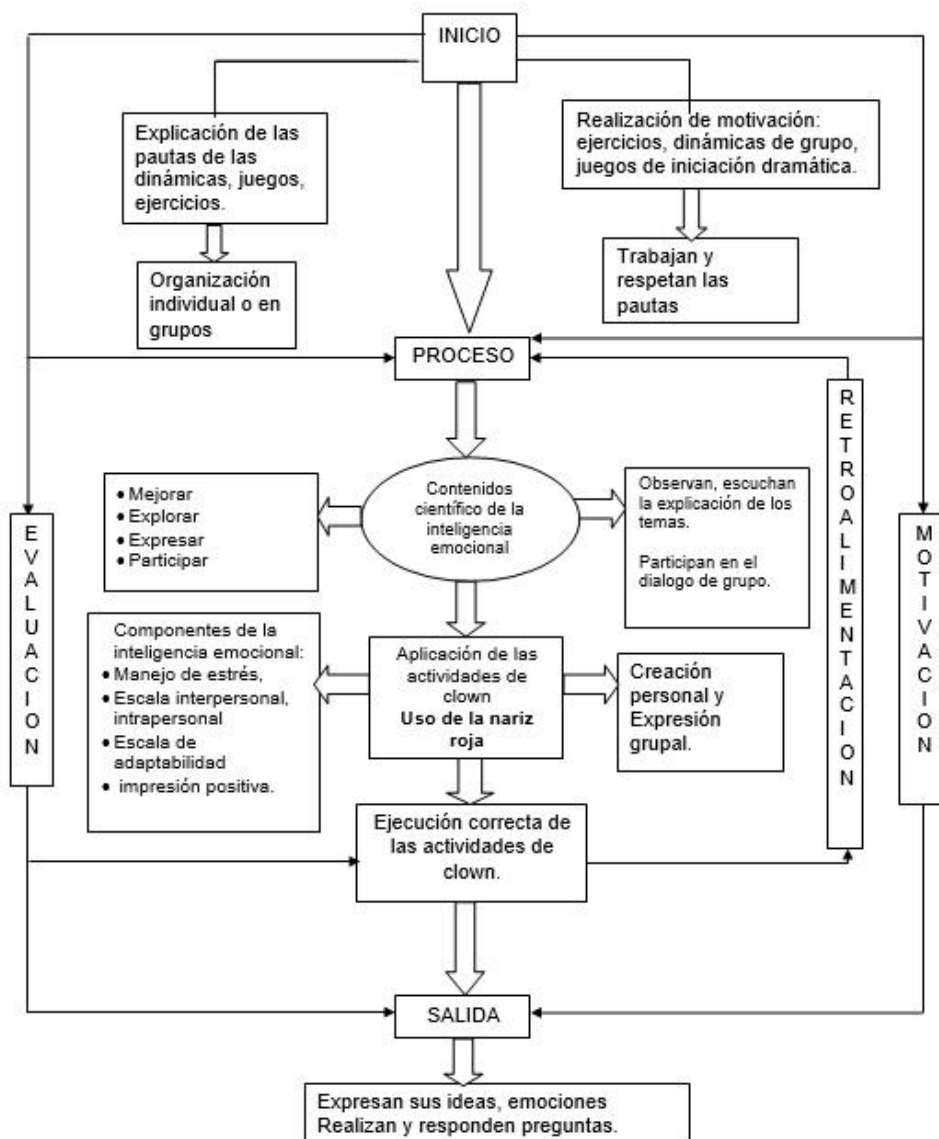 INICIO
Explicación de las
pautas de las
dinámicas, juegos,
ejercicios.
Realización de motivación:
ejercicios, dinámicas de grupo,
juegos de iniciación dramática.
Organización
individual o en
grupos
Trabajan y
respetan las
pautas
PROCESO
• Mejorar
• Explorar
• Expresar
• Participar
Contenidos
científico de la
inteligencia
emocional
Observan, escuchan
la explicación de los
temas.
Participan en el
dialogo de grupo.
EVALUACION
RETROALIMENTACION
MOTIVACION
Componentes de la
inteligencia emocional:
• Manejo de estrés,
• Escala interpersonal,
intrapersonal
• Escala de
adaptabilidad
• impresión positiva.
Aplicación de las
actividades de
clown
Uso de la nariz
roja
Creación
personal y
Expresión
grupal.
Ejecución correcta de
las actividades de
clown.
SALIDA
Expresan sus ideas, emociones
Realizan y responden preguntas.